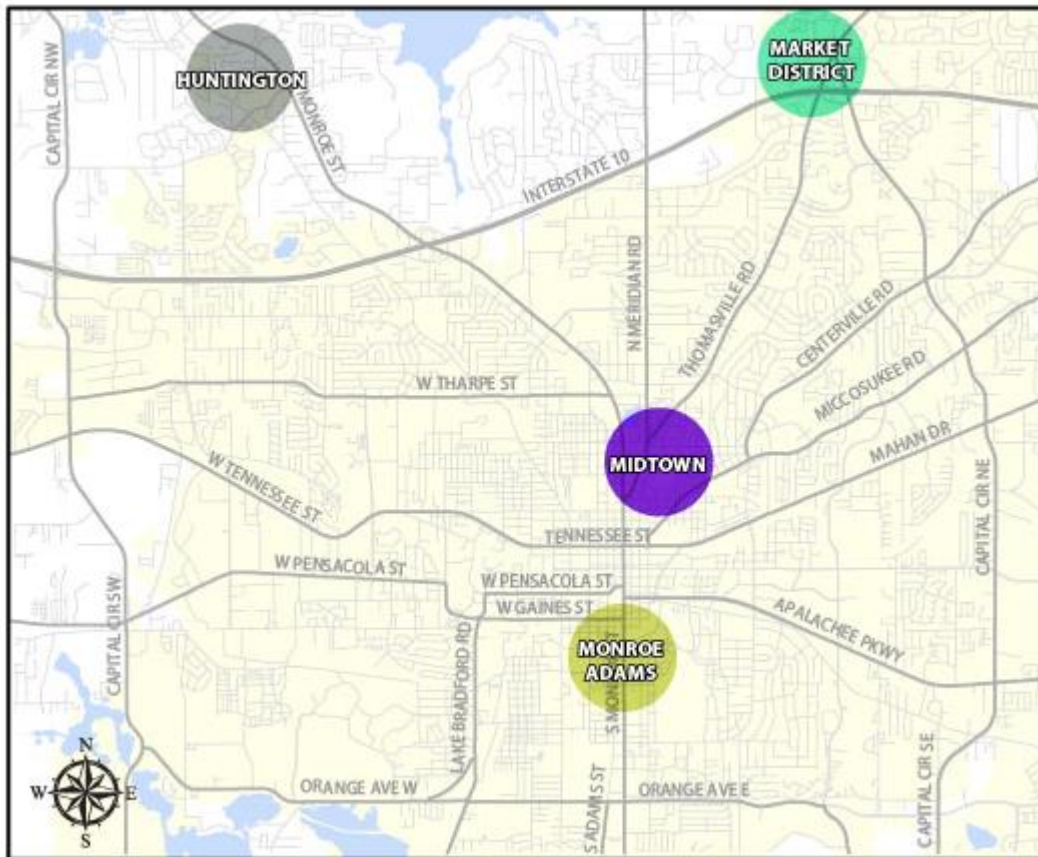 CAPITAL CIR NW
HUNTINGTON
MONROE ST
MARKET
DISTRICT
INTERSTATE 10
N MERIDIAN RD
THOMASVILLE RD
CENTERVILLE RD
MICCOSUKEE RD
W THARPE ST
MIDTOWN
MAHAN DR
W TENNESSEE ST
TENNESSEE ST
CAPITAL CIR NE
W PENSACOLA ST
W PENSACOLA ST
W GAINES ST
APALACHEE PKWY
CAPITAL CIR SW
LAKE BRADFORD RD
MONROE
ADAMS
N
W E
S
ORANGE AVE W
S ADAMS ST
ORANGE AVE E
CAPITAL CIR SE